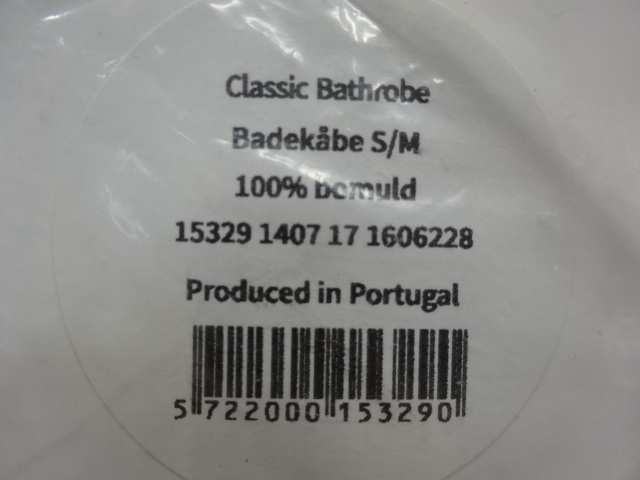 Classic Bathrobe
Badekåbe S/M
100% bomuld
15329 1407 17 1606228
Produced in Portugal
5 722000 153290